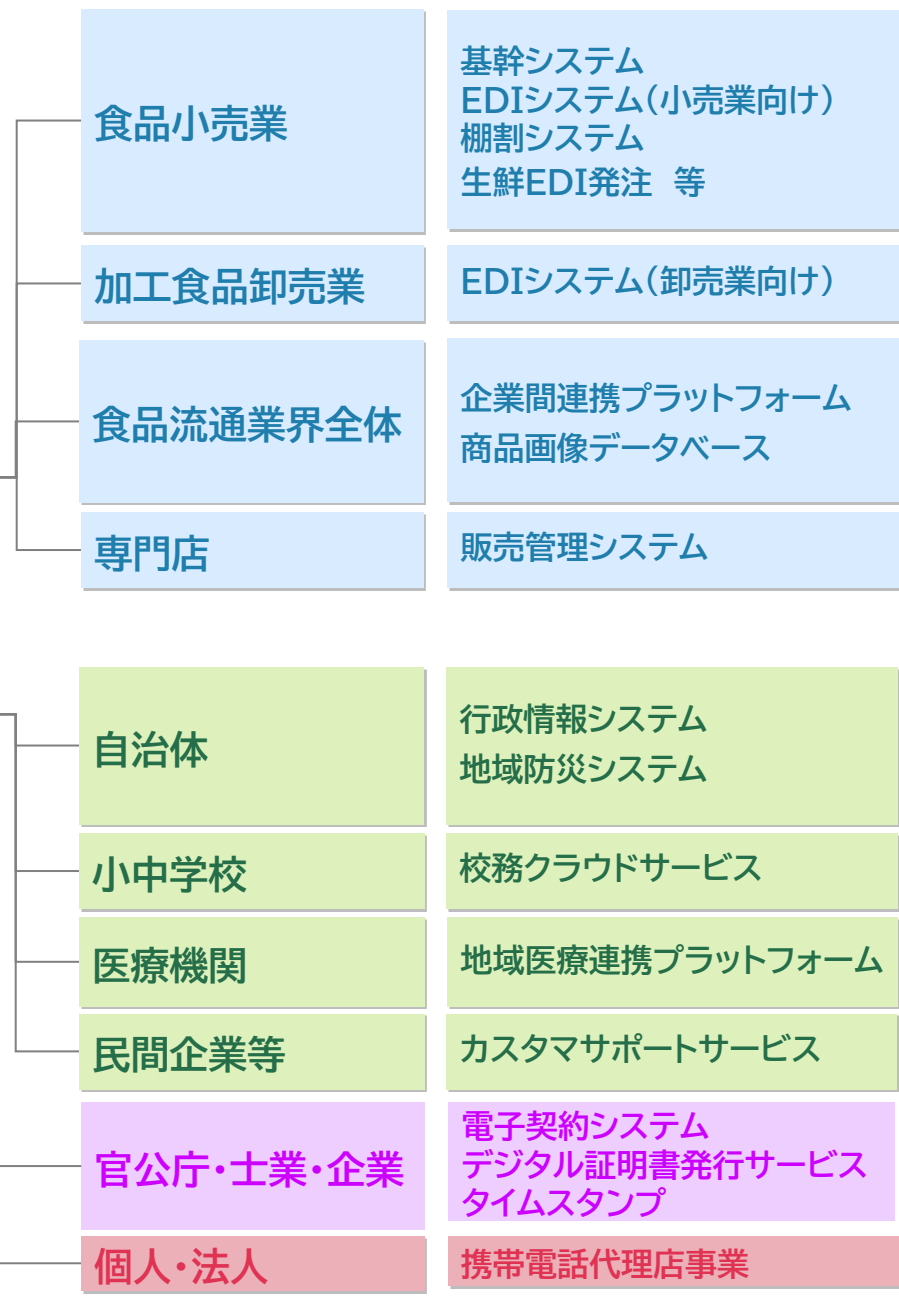 食品小売業
基幹システム
EDIシステム(小売業向け)
棚割システム
生鮮EDI発注　等
加工食品卸売業
EDIシステム(卸売業向け)
食品流通業界全体
企業間連携プラットフォーム
商品画像データベース
専門店
販売管理システム
自治体
行政情報システム
地域防災システム
小中学校
校務クラウドサービス
医療機関
地域医療連携プラットフォーム
民間企業等
カスタマサポートサービス
官公庁・士業・企業
電子契約システム
デジタル証明書発行サービス
タイムスタンプ
個人・法人
携帯電話代理店事業